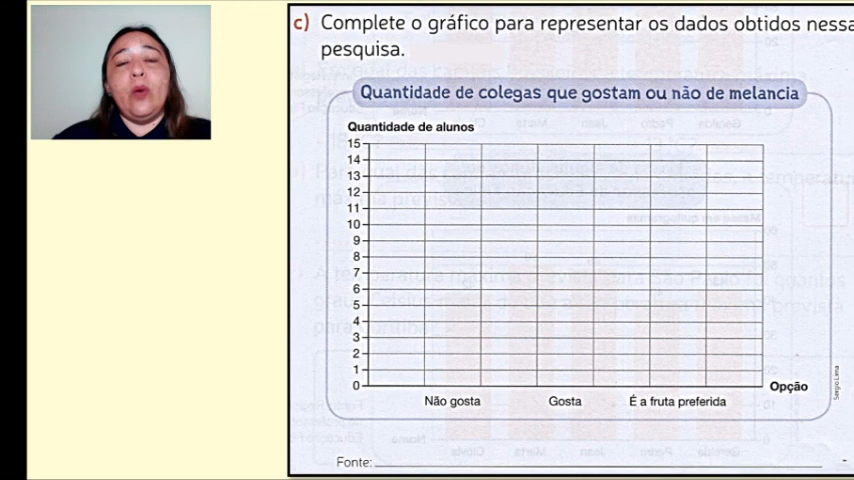 c) Complete o gráfico para representar os dados obtidos nessa
pesquisa.
Quantidade de colegas que gostam ou não de melancia
Quantidade de alunos
15
14
13
12
11
10
9
8
7
6
5
4
3
2
1
0
Opção
Não gosta Gosta É a fruta preferida
Sergio Lima
Fonte: